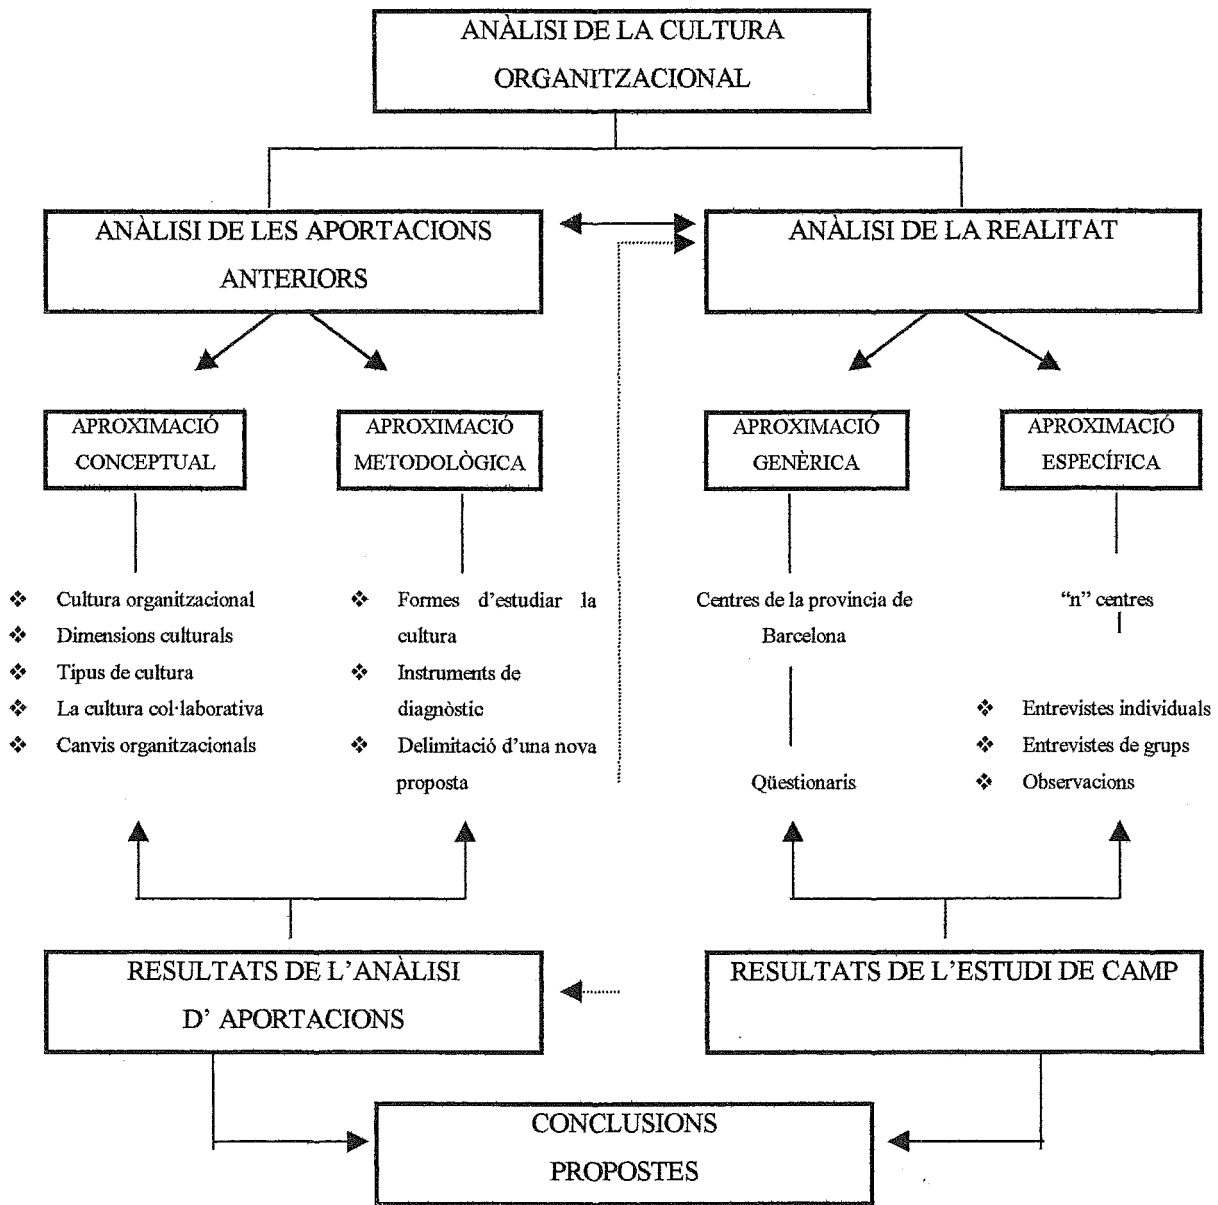 ANÀLISI DE LA CULTURA
ORGANITZACIONAL
ANÀLISI DE LES APORTACIONS
ANTERIORS
ANÀLISI DE LA REALITAT
APROXIMACIÓ
CONCEPTUAL
APROXIMACIÓ
METODOLÒGICA
APROXIMACIÓ
GENÈRICA
APROXIMACIÓ
ESPECÍFICA
❖ Cultura organitzacional
❖ Dimensions culturals
❖ Tipus de cultura
❖ La cultura col·laborativa
❖ Canvis organitzacionals
❖ Formes d'estudiar la
cultura
❖ Instruments de
diagnòstic
❖ Delimitació d'una nova
proposta
Centres de la provincia de
Barcelona
Qüestionaris
"n" centres
❖ Entrevistes individuals
❖ Entrevistes de grups
❖ Observacions
RESULTATS DE L'ANÀLISI
D' APORTACIONS
RESULTATS DE L'ESTUDI DE CAMP
CONCLUSIONS
PROPOSTES